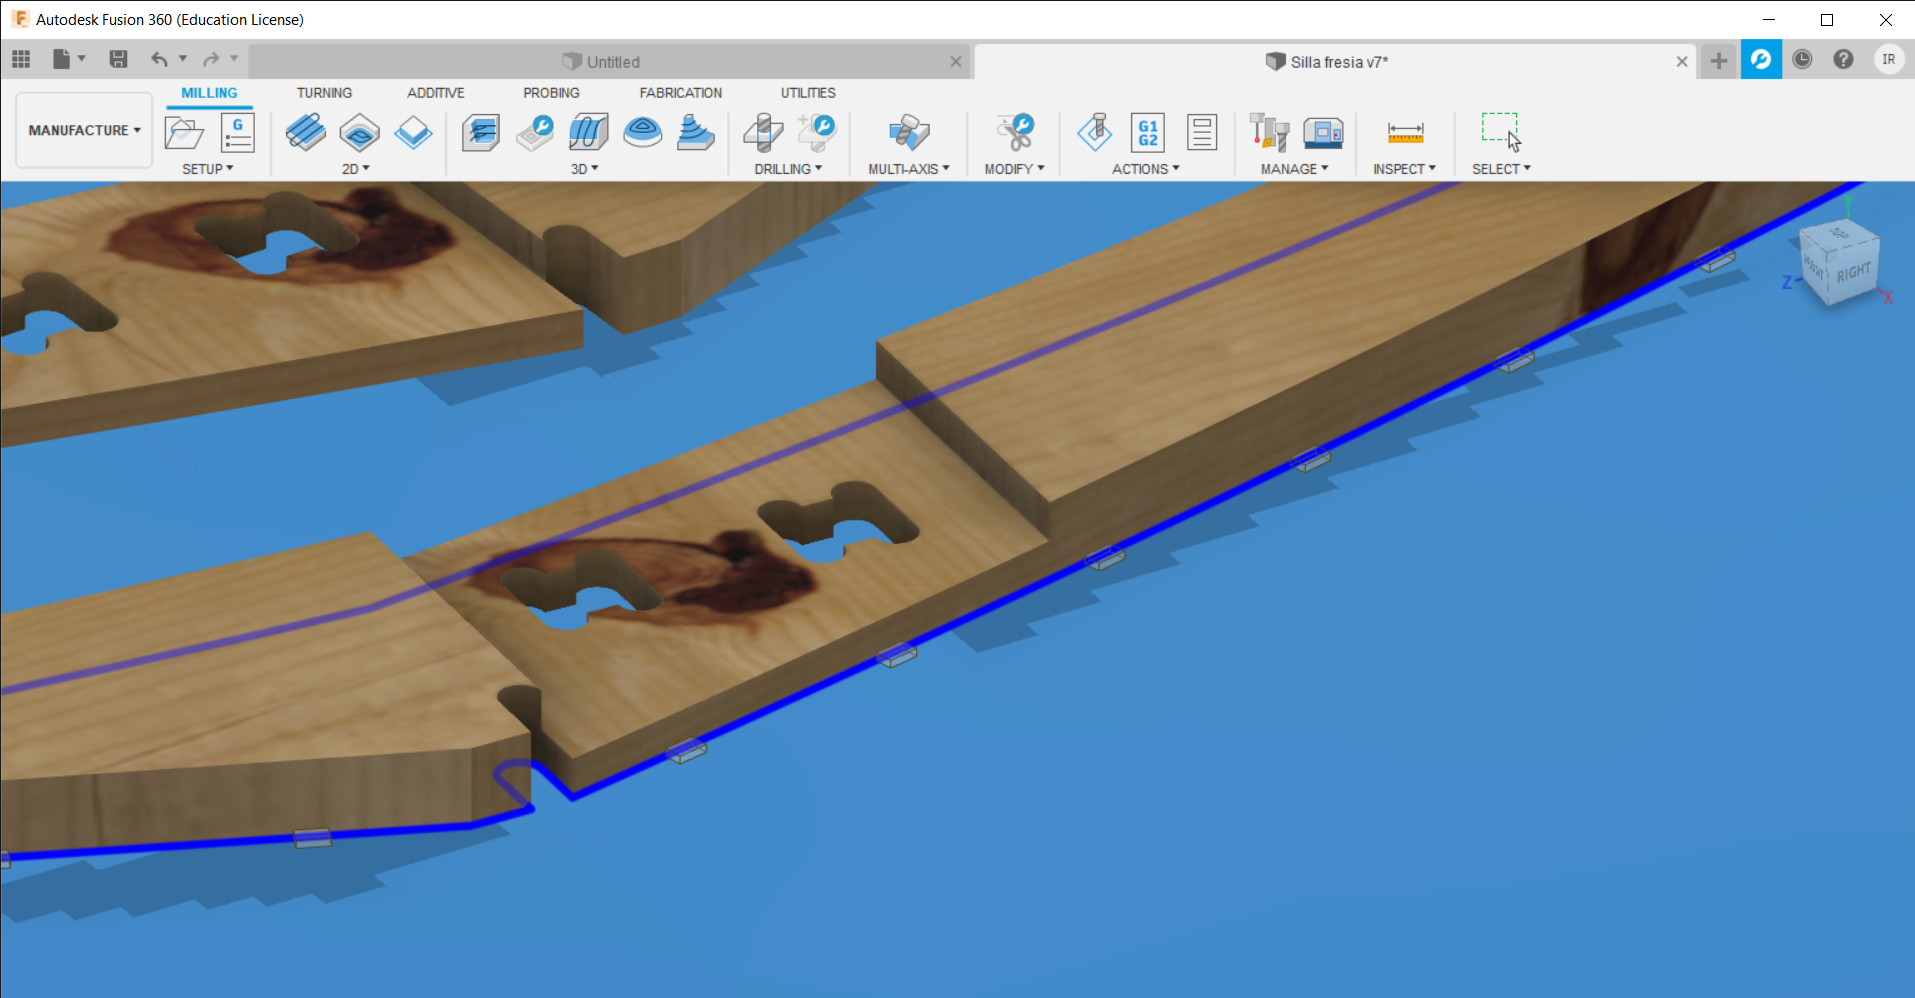 Autodesk Fusion 360 (Education License)
Untitled
Silla fresia v7*
IR
MILLING TURNING ADDITIVE PROBING FABRICATION UTILITIES
MANUFACTURE
G
G1
G2
SETUP 2D 3D DRILLING MULTI-AXIS MODIFY ACTIONS MANAGE INSPECT SELECT
TOP
RIGHT
Z
X